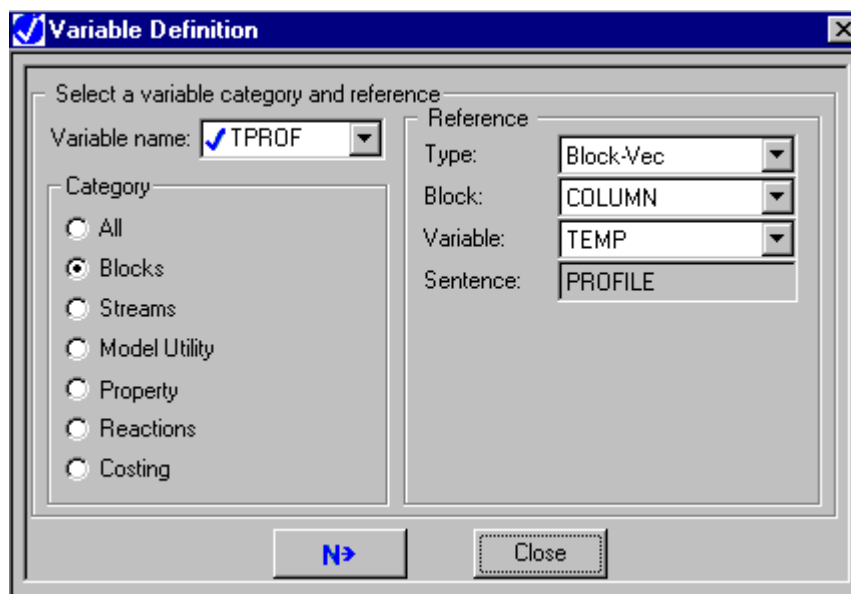 Variable Definition
Select a variable category and reference
Variable name: TPROF
Category
All
Blocks
Streams
Model Utility
Property
Reactions
Costing
Reference
Type: Block-Vec
Block: COLUMN
Variable: TEMP
Sentence: PROFILE
N
Close